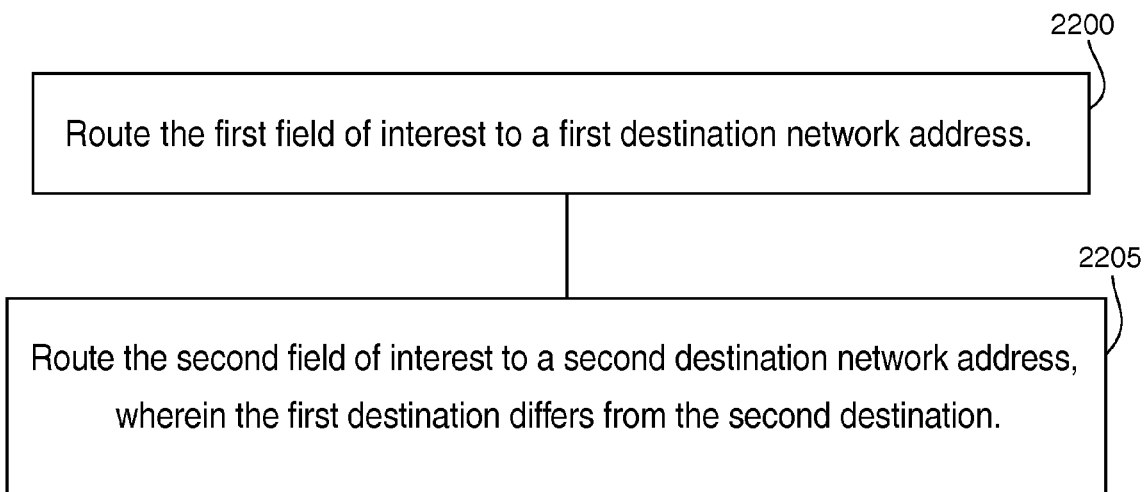 2200
Route the first field of interest to a first destination network address.
2205
Route the second field of interest to a second destination network address,
wherein the first destination differs from the second destination.